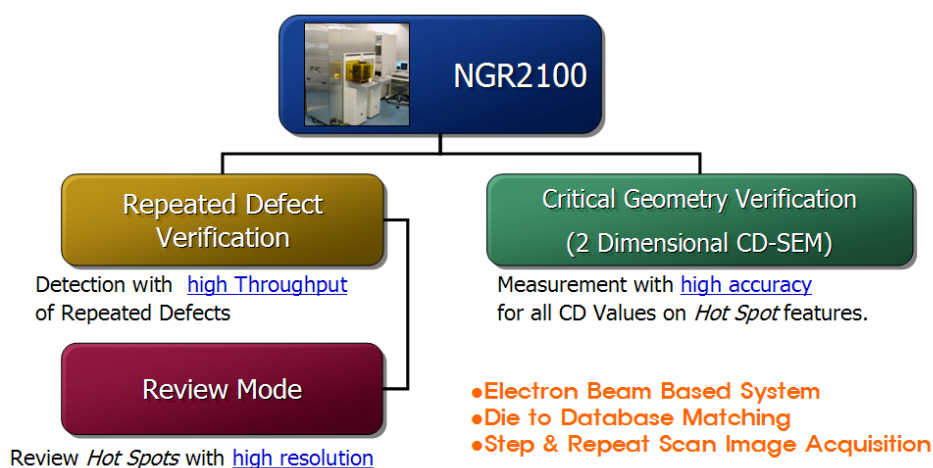 NGR2100
Repeated Defect
Verification
Detection with high Throughput
of Repeated Defects
Review Mode
Review Hot Spots with high resolution
Critical Geometry Verification
(2 Dimensional CD-SEM)
Measurement with high accuracy
for all CD Values on Hot Spot features.
●Electron Beam Based System
●Die to Database Matching
●Step & Repeat Scan Image Acquisition